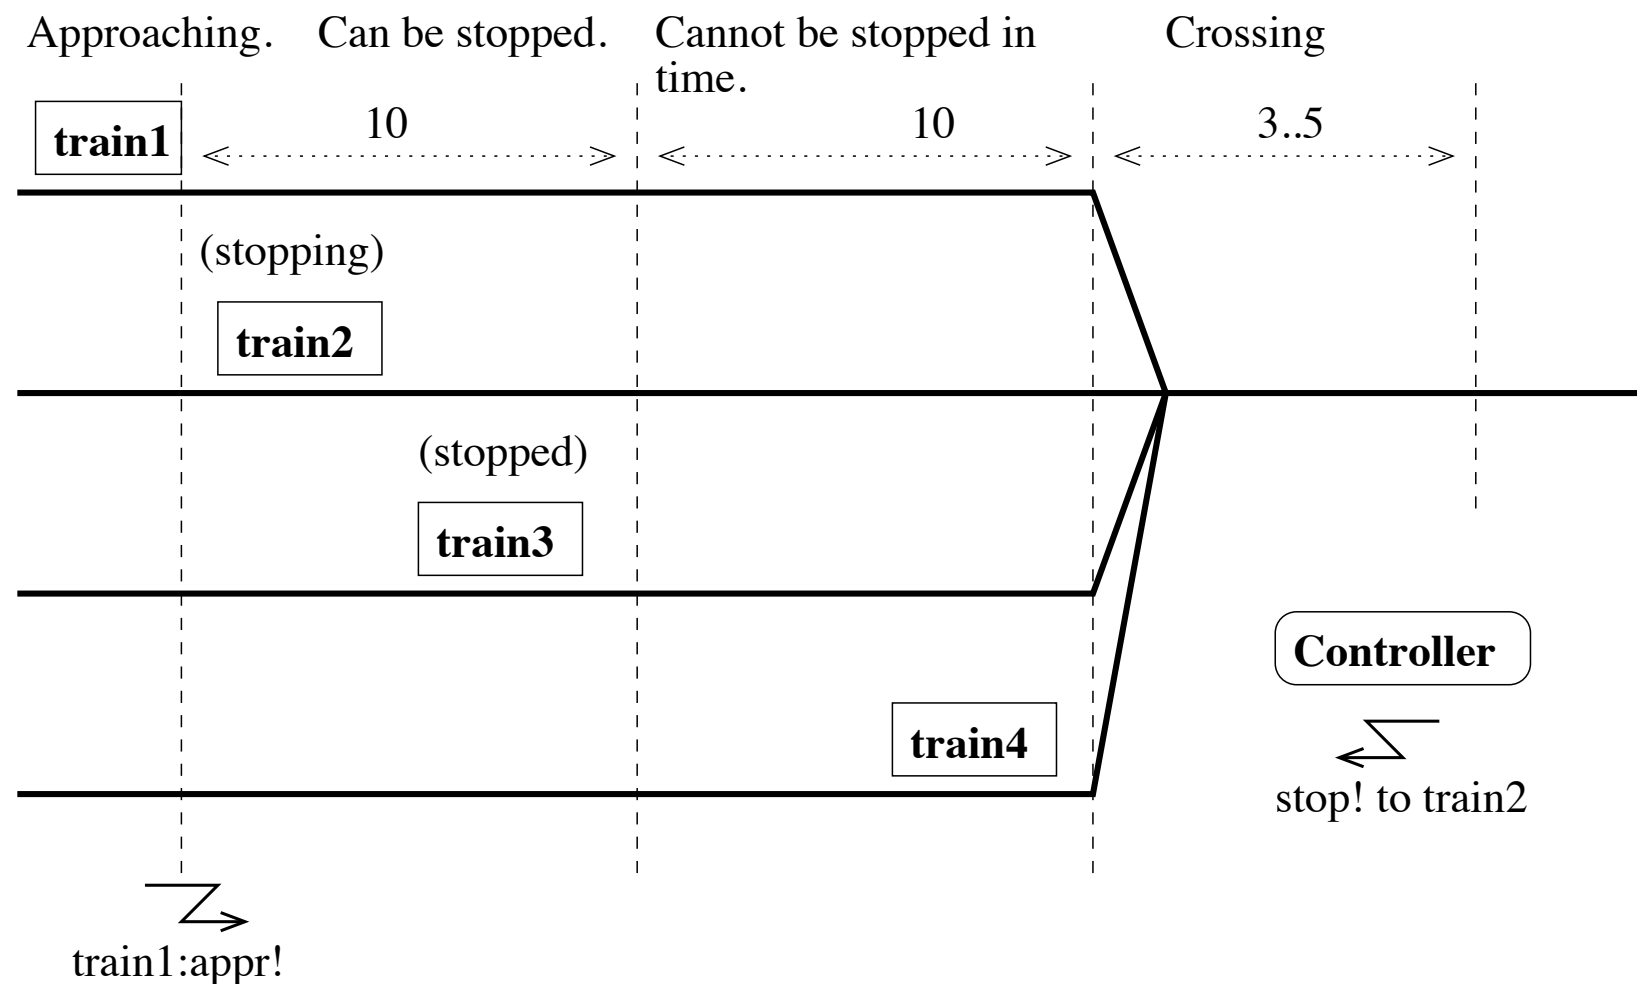 Approaching.
Can be stopped.
Cannot be stopped in
time.
Crossing
train1
10
10
3..5
(stopping)
train2
(stopped)
train3
Controller
train4
stop! to train2
train1:appr!